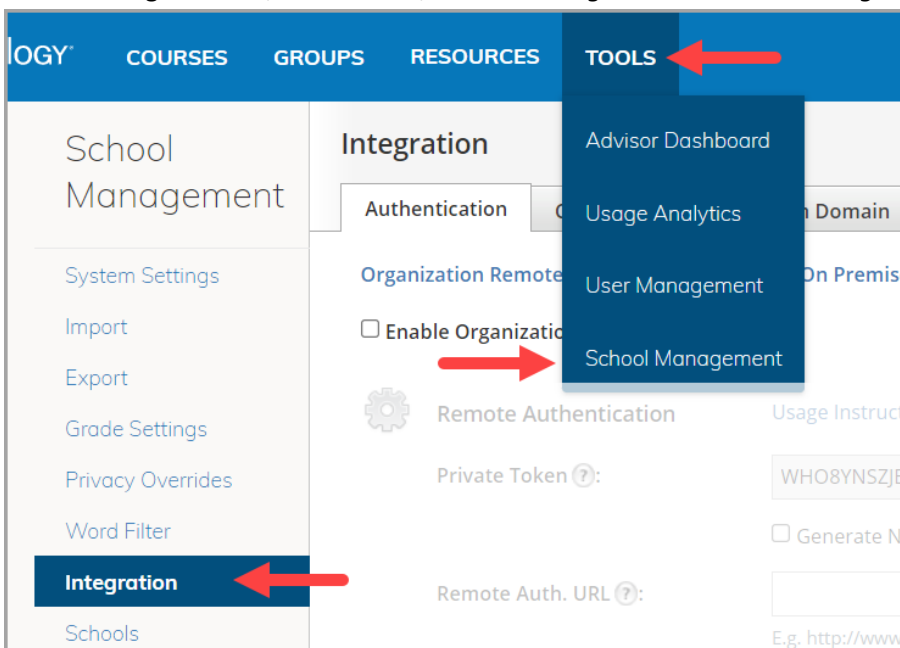 OGY COURSES GROUPS RESOURCES TOOLS
School
Management
System Settings
Import
Export
Grade Settings
Privacy Overrides
Word Filter
Integration
Schools
Integration
Authentication Domain
Organization Remote On Premis
Enable Organizatio
Remote Authentication Usage Instruct
Private Token ?: WHO8YNSZJE
Generate N
Remote Auth. URL ?:
E.g. http://www
Advisor Dashboard
Usage Analytics
User Management
School Management